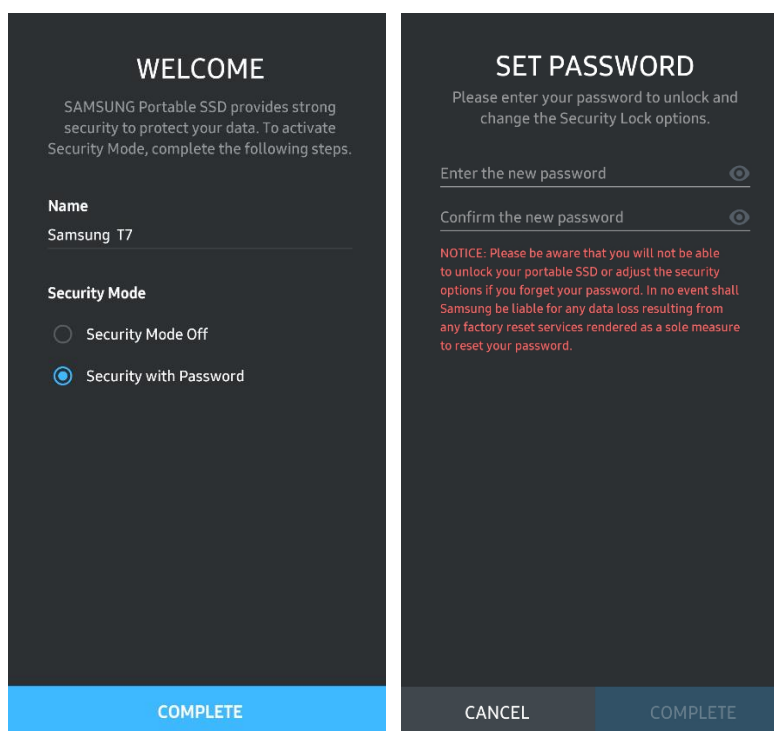 WELCOME
SAMSUNG Portable SSD provides strong
security to protect your data. To activate
Security Mode, complete the following steps.
Name
Samsung T7
Security Mode
Security Mode Off
Security with Password
COMPLETE
SET PASSWORD
Please enter your password to unlock and
change the Security Lock options.
Enter the new password
Confirm the new password
NOTICE: Please be aware that you will not be able
to unlock your portable SSD or adjust the security
options if you forget your password. In no event shall
Samsung be liable for any data loss resulting from
any factory reset services rendered as a sole measure
to reset your password.
CANCEL
COMPLETE